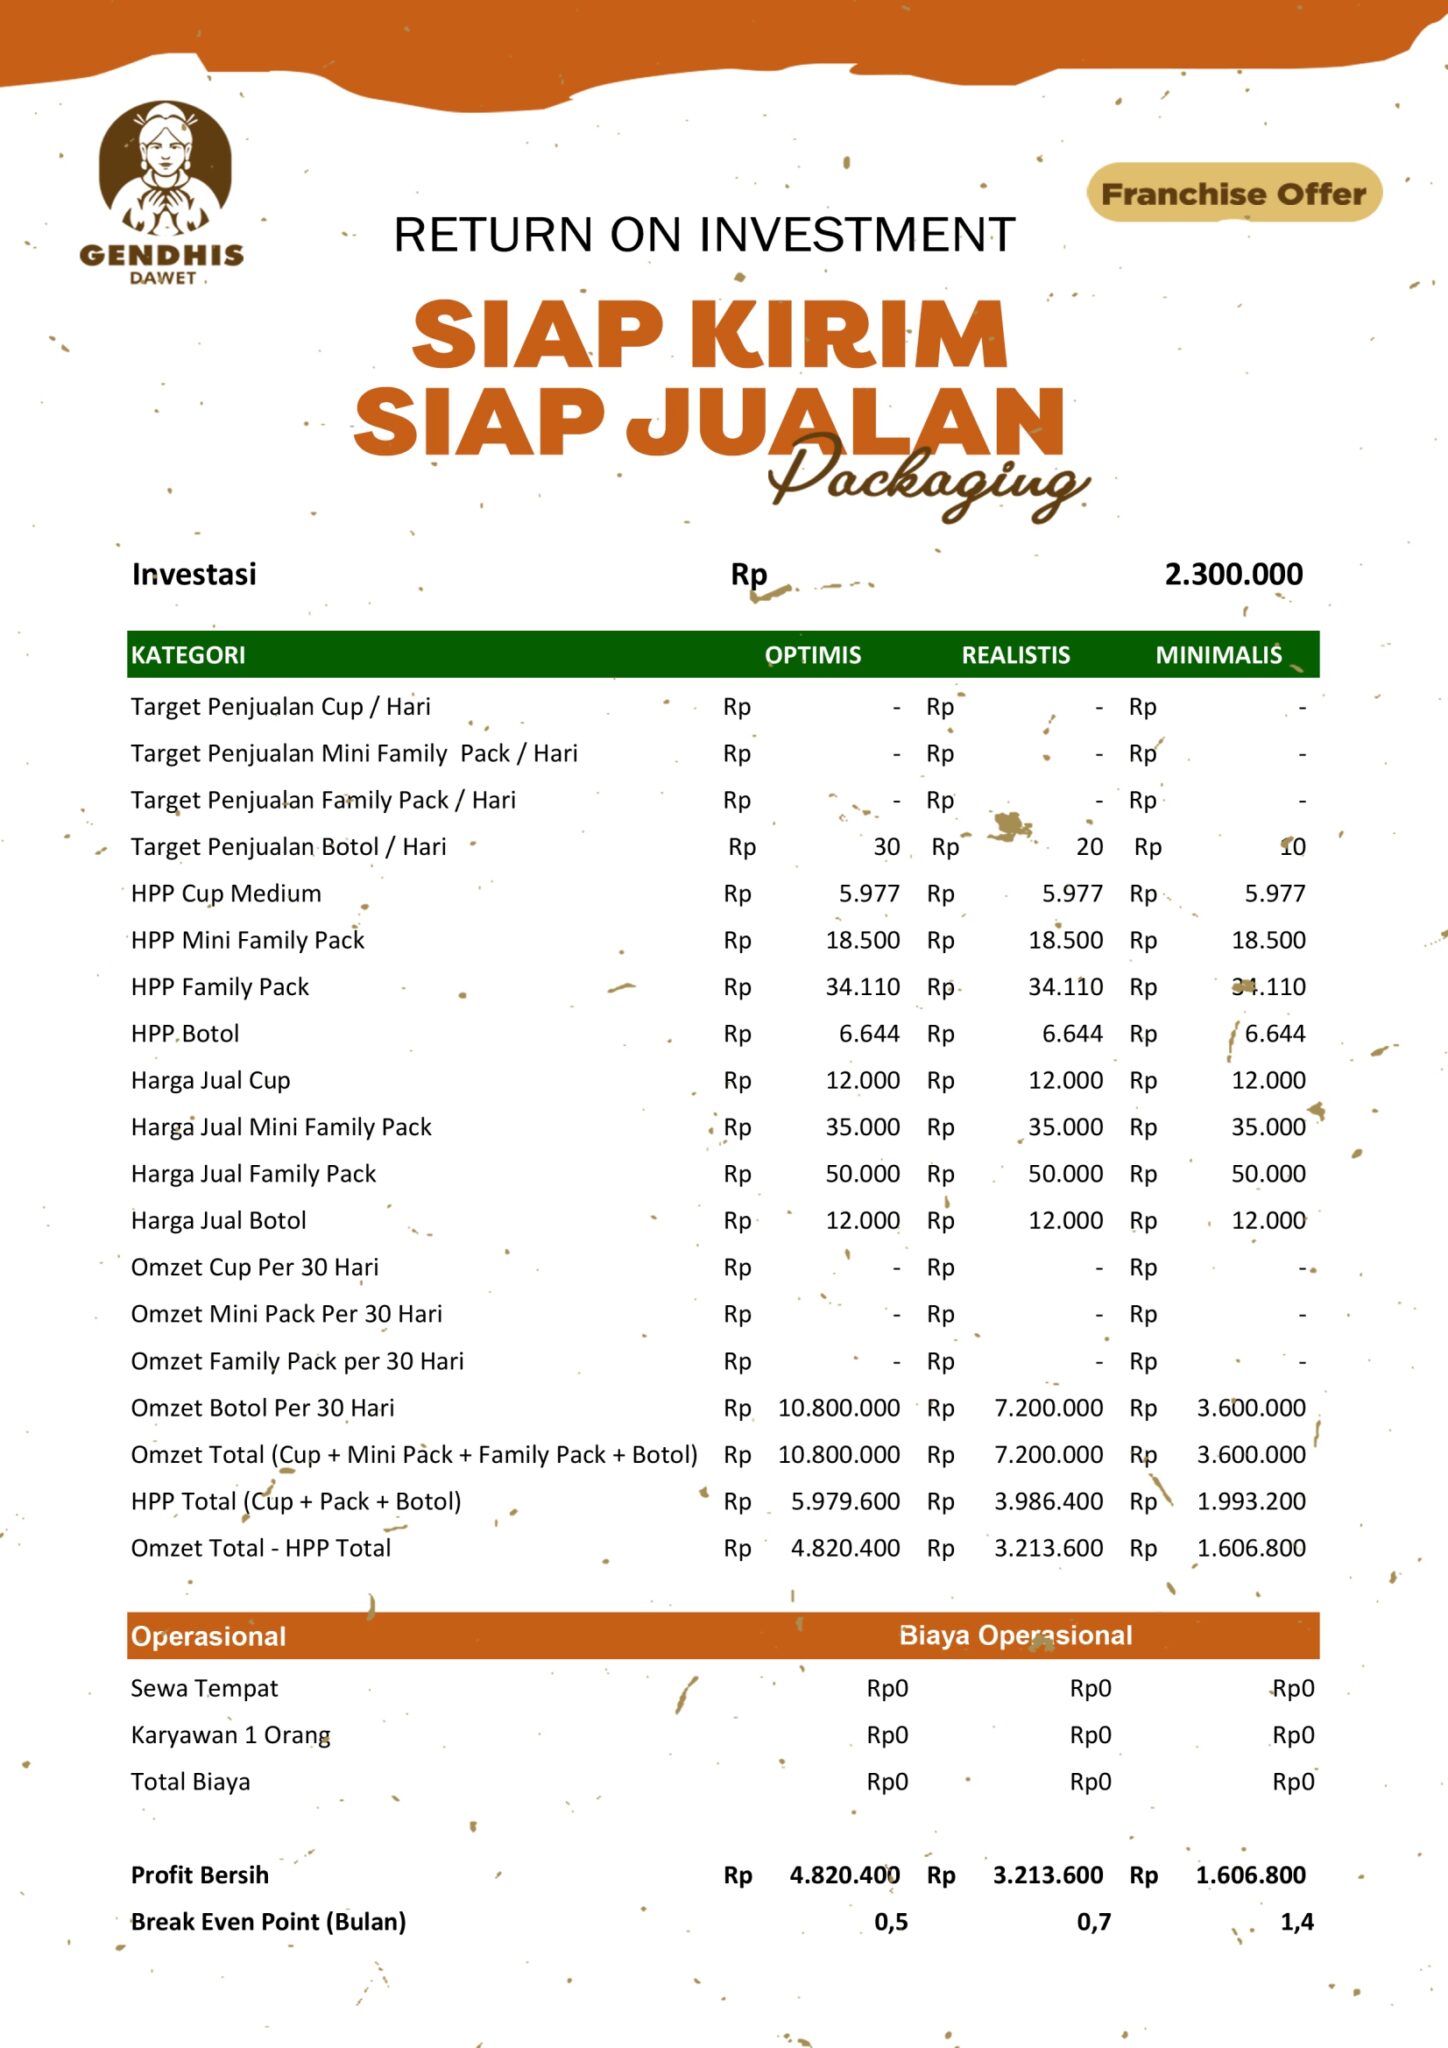 GENDHIS
DAWET
Franchise Offer
RETURN ON INVESTMENT
SIAP KIRIM
SIAP JUALAN
Packaging
Investasi Rp 2.300.000
KATEGORI OPTIMIS REALISTIS MINIMALIS
Target Penjualan Cup / Hari Rp - Rp - Rp -
Target Penjualan Mini Family Pack / Hari Rp - Rp - Rp -
Target Penjualan Family Pack / Hari Rp - Rp - Rp -
Target Penjualan Botol / Hari Rp 30 Rp 20 Rp 10
HPP Cup Medium Rp 5.977 Rp 5.977 Rp 5.977
HPP Mini Family Pack Rp 18.500 Rp 18.500 Rp 18.500
HPP Family Pack Rp 34.110 Rp 34.110 Rp 34.110
HPP Botol Rp 6.644 Rp 6.644 Rp 6.644
Harga Jual Cup Rp 12.000 Rp 12.000 Rp 12.000
Harga Jual Mini Family Pack Rp 35.000 Rp 35.000 Rp 35.000
Harga Jual Family Pack Rp 50.000 Rp 50.000 Rp 50.000
Harga Jual Botol Rp 12.000 Rp 12.000 Rp 12.000
Omzet Cup Per 30 Hari Rp - Rp - Rp -
Omzet Mini Pack Per 30 Hari Rp - Rp - Rp -
Omzet Family Pack per 30 Hari Rp - Rp - Rp -
Omzet Botol Per 30 Hari Rp 10.800.000 Rp 7.200.000 Rp 3.600.000
Omzet Total (Cup + Mini Pack + Family Pack + Botol) Rp 10.800.000 Rp 7.200.000 Rp 3.600.000
HPP Total (Cup + Pack + Botol) Rp 5.979.600 Rp 3.986.400 Rp 1.993.200
Omzet Total - HPP Total Rp 4.820.400 Rp 3.213.600 Rp 1.606.800
Operasional Biaya Operasional
Sewa Tempat Rp0 Rp0 Rp0
Karyawan 1 Orang Rp0 Rp0 Rp0
Total Biaya Rp0 Rp0 Rp0
Profit Bersih Rp 4.820.400 Rp 3.213.600 Rp 1.606.800
Break Even Point (Bulan) 0,5 0,7 1,4